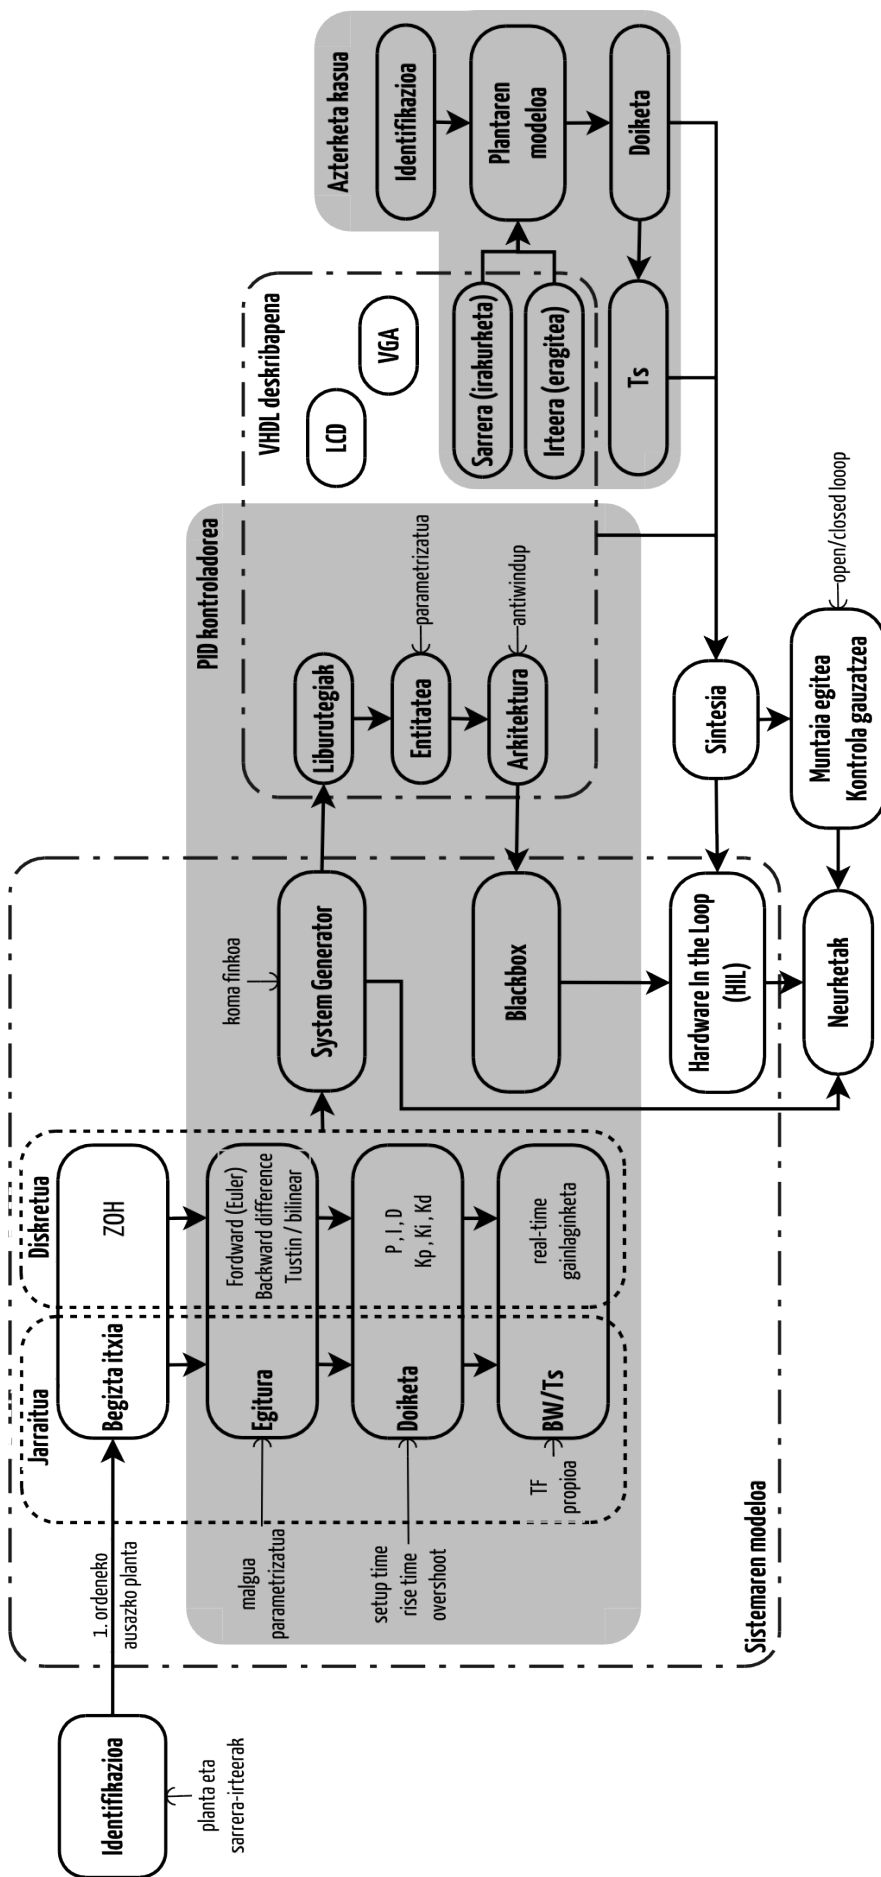 Identifikazioa
planta eta
sarrera-irteerak
1. ordeneko
ausazko planta
Sistemaren modeloa
Jarraitua
Diskretua
Begizta itxia
ZOH
malgua
parametrizatua
Egitura
Fordward (Euler)
Backward difference
Tustin / bilinear
setup time
rise time
overshoot
Doiketa
P , I , D
Kp , Ki , Kd
TF
propioa
BW/Ts
real-time
gainlaginketa
koma finkoa
System Generator
Blackbox
Hardware In the Loop
(HIL)
Neurketak
PID kontroladorea
Liburutegiak
Entitatea
parametrizatua
Arkitektura
antiwindup
Sintesia
Muntaia egitea
Kontrola gauzatzea
open/closed looop
VHDL deskribapena
LCD
VGA
Sarrera (irakurketa)
Irteera (eragitea)
Ts
Azterketa kasua
Identifikazioa
Plantaren
modeloa
Doiketa